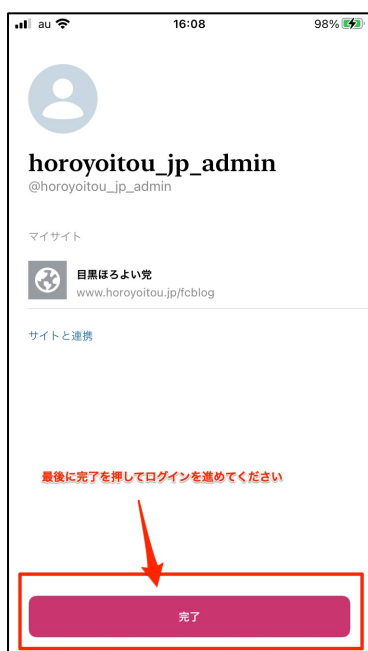 au 16:08 98%
horoyoitou_jp_admin
@horoyoitou_jp_admin
マイサイト
目黒ほろよい党
www.horoyoitou.jp/fcblog
サイトと連携
最後に完了を押してログインを進めてください
完了